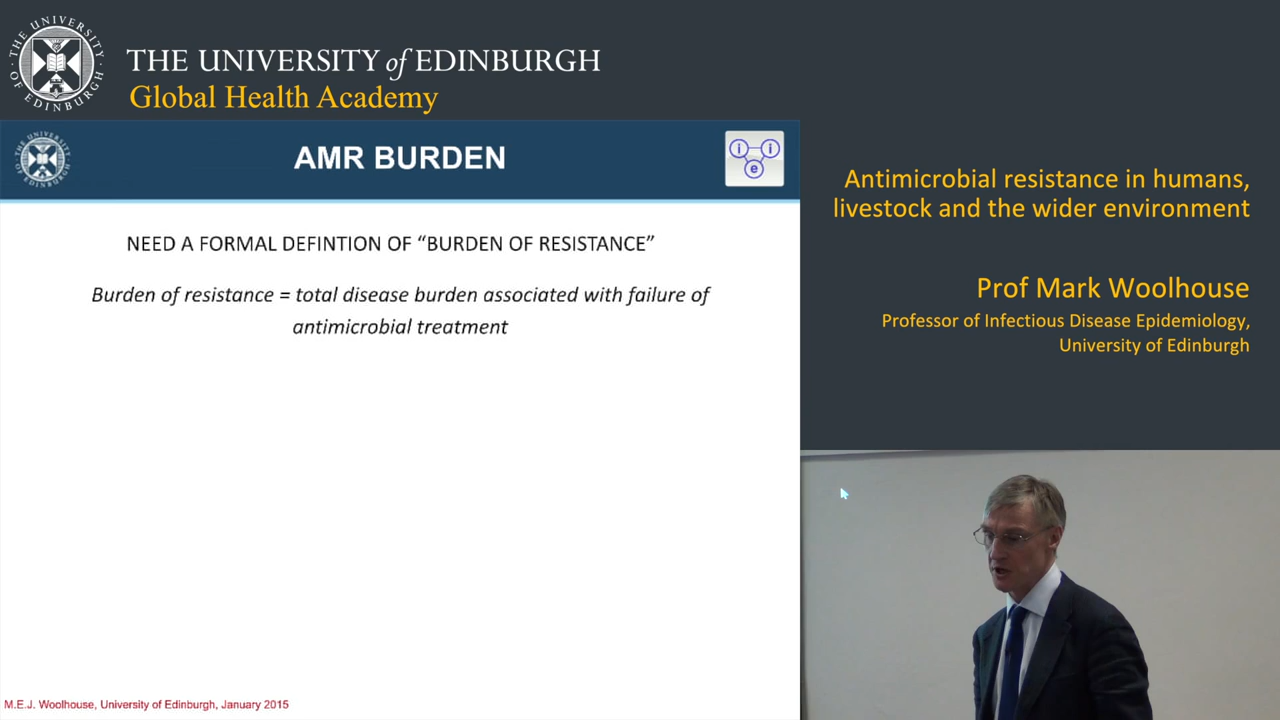 THE UNIVERSITY of EDINBURGH
Global Health Academy
AMR BURDEN
i i
e
NEED A FORMAL DEFINTION OF “BURDEN OF RESISTANCE”
Burden of resistance = total disease burden associated with failure of
antimicrobial treatment
M.E.J. Woolhouse, University of Edinburgh, January 2015
Antimicrobial resistance in humans,
livestock and the wider environment
Prof Mark Woolhouse
Professor of Infectious Disease Epidemiology,
University of Edinburgh